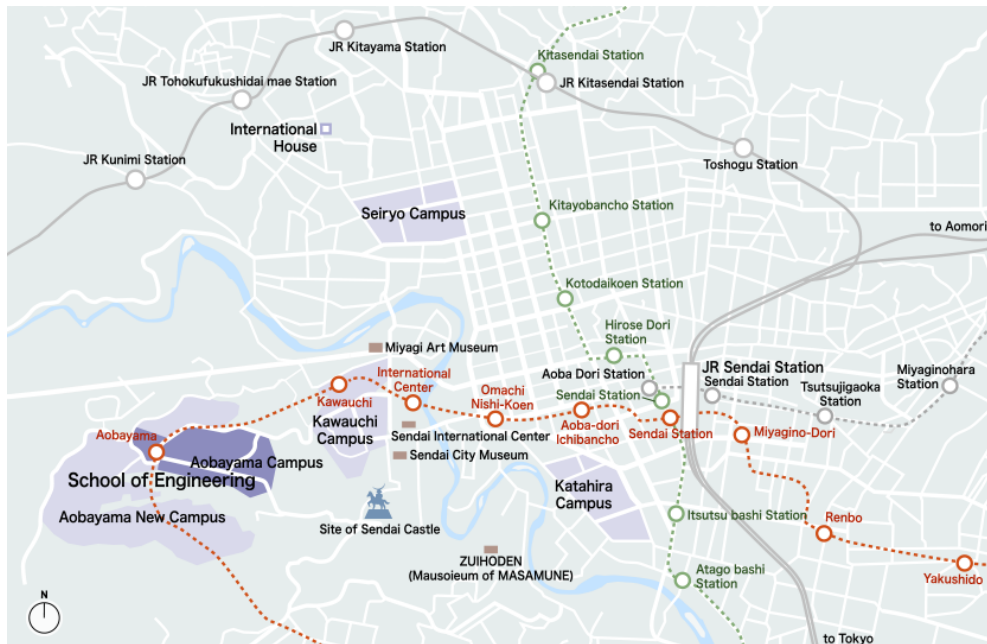 JR Kitayama Station
Kitasendai Station
JR Tohokufukushidai mae Station
JR Kitasendai Station
International
House
JR Kunimi Station
Toshogu Station
Seiryo Campus
Kitayobancho Station
to Aomori
Kotodaikoen Station
Hirose Dori
Station
Miyagi Art Museum
JR Sendai Station
Sendai Station
Aoba Dori Station
Miyaginohara
Station
Tsutsujigaoka
Station
International
Center
Kawauchi
Omachi
Nishi-Koen
Sendai Station
Aoba-dori
Ichibancho
Sendai Station
Miyagino-Dori
Kawauchi
Campus
Aobayama
Sendai International Center
Sendai City Museum
Aobayama Campus
School of Engineering
Katahira
Campus
Aobayama New Campus
Site of Sendai Castle
Itsutsu bashi Station
Renbo
ZUIHODEN
(Mausoieum of MASAMUNE)
Atago bashi
Station
Yakushido
N
to Tokyo